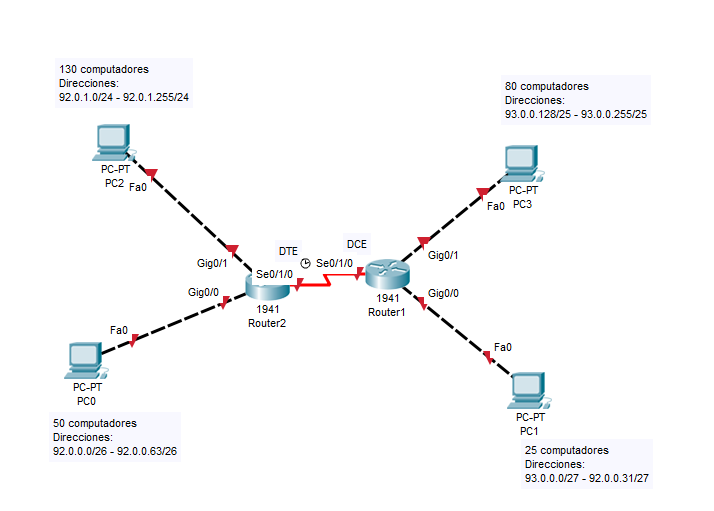 130 computadores
Direcciones:
92.0.1.0/24 - 92.0.1.255/24
80 computadores
Direcciones:
93.0.0.128/25 - 93.0.0.255/25
PC-PT
PC2
Fa0
PC-PT
PC3
Fa0
Gig0/1
DTE
DCE
Gig0/1
Se0/1/0
Se0/1/0
Gig0/0
1941
Router2
1941
Router1
Gig0/0
Fa0
PC-PT
PC0
Fa0
PC-PT
PC1
50 computadores
Direcciones:
92.0.0.0/26 - 92.0.0.63/26
25 computadores
Direcciones:
93.0.0.0/27 - 92.0.0.31/27